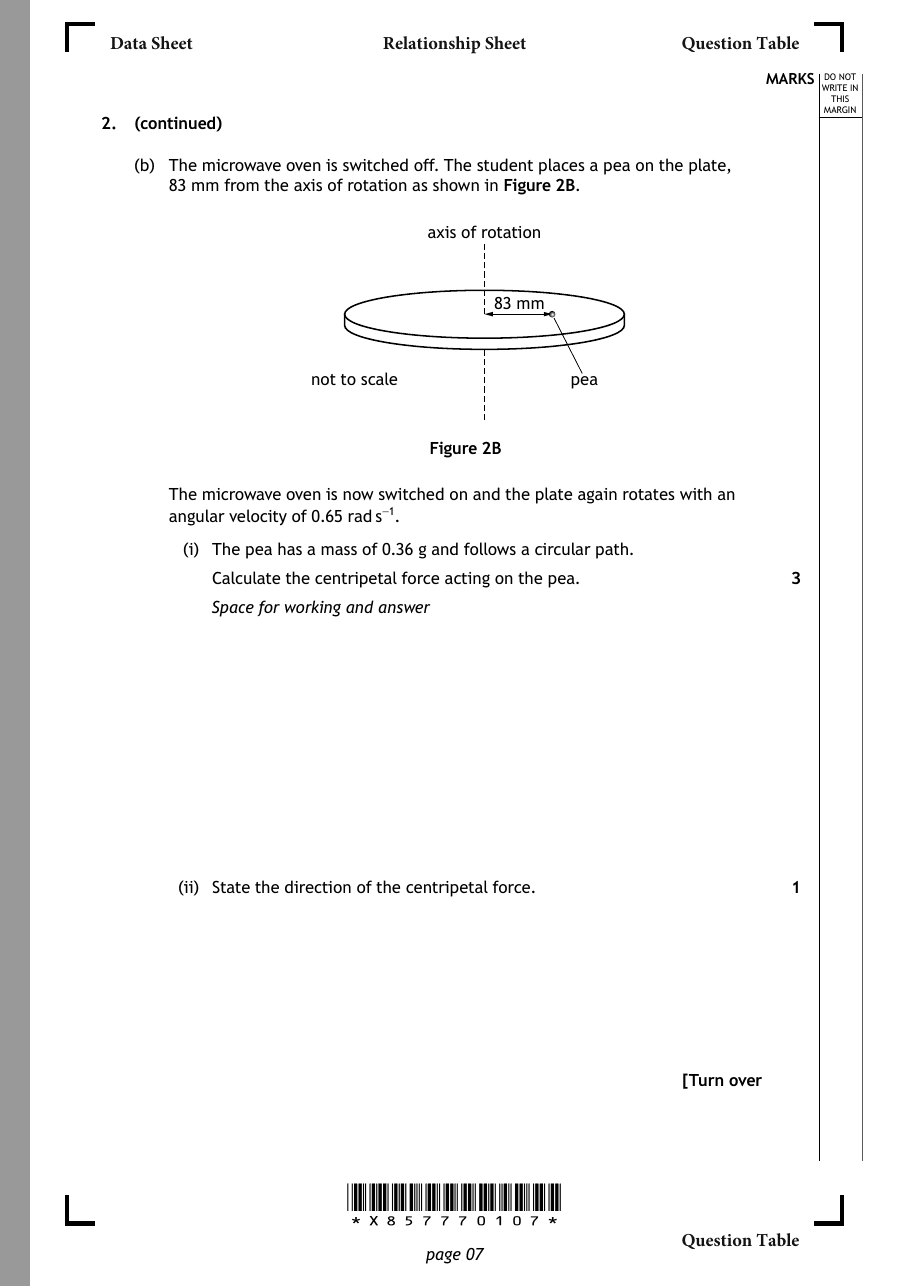 Data Sheet Relationship Sheet Question Table
MARKS
DO NOT
WRITE IN
THIS
MARGIN
2. (continued)
(b) The microwave oven is switched off. The student places a pea on the plate,
83 mm from the axis of rotation as shown in Figure 2B.
axis of rotation
83 mm
not to scale
pea
Figure 2B
The microwave oven is now switched on and the plate again rotates with an
angular velocity of 0.65 rad s⁻¹.
(i) The pea has a mass of 0.36 g and follows a circular path.
Calculate the centripetal force acting on the pea. 3
Space for working and answer
(ii) State the direction of the centripetal force. 1
[Turn over
* X 8 5 7 7 7 0 1 0 7 *
Question Table
page 07